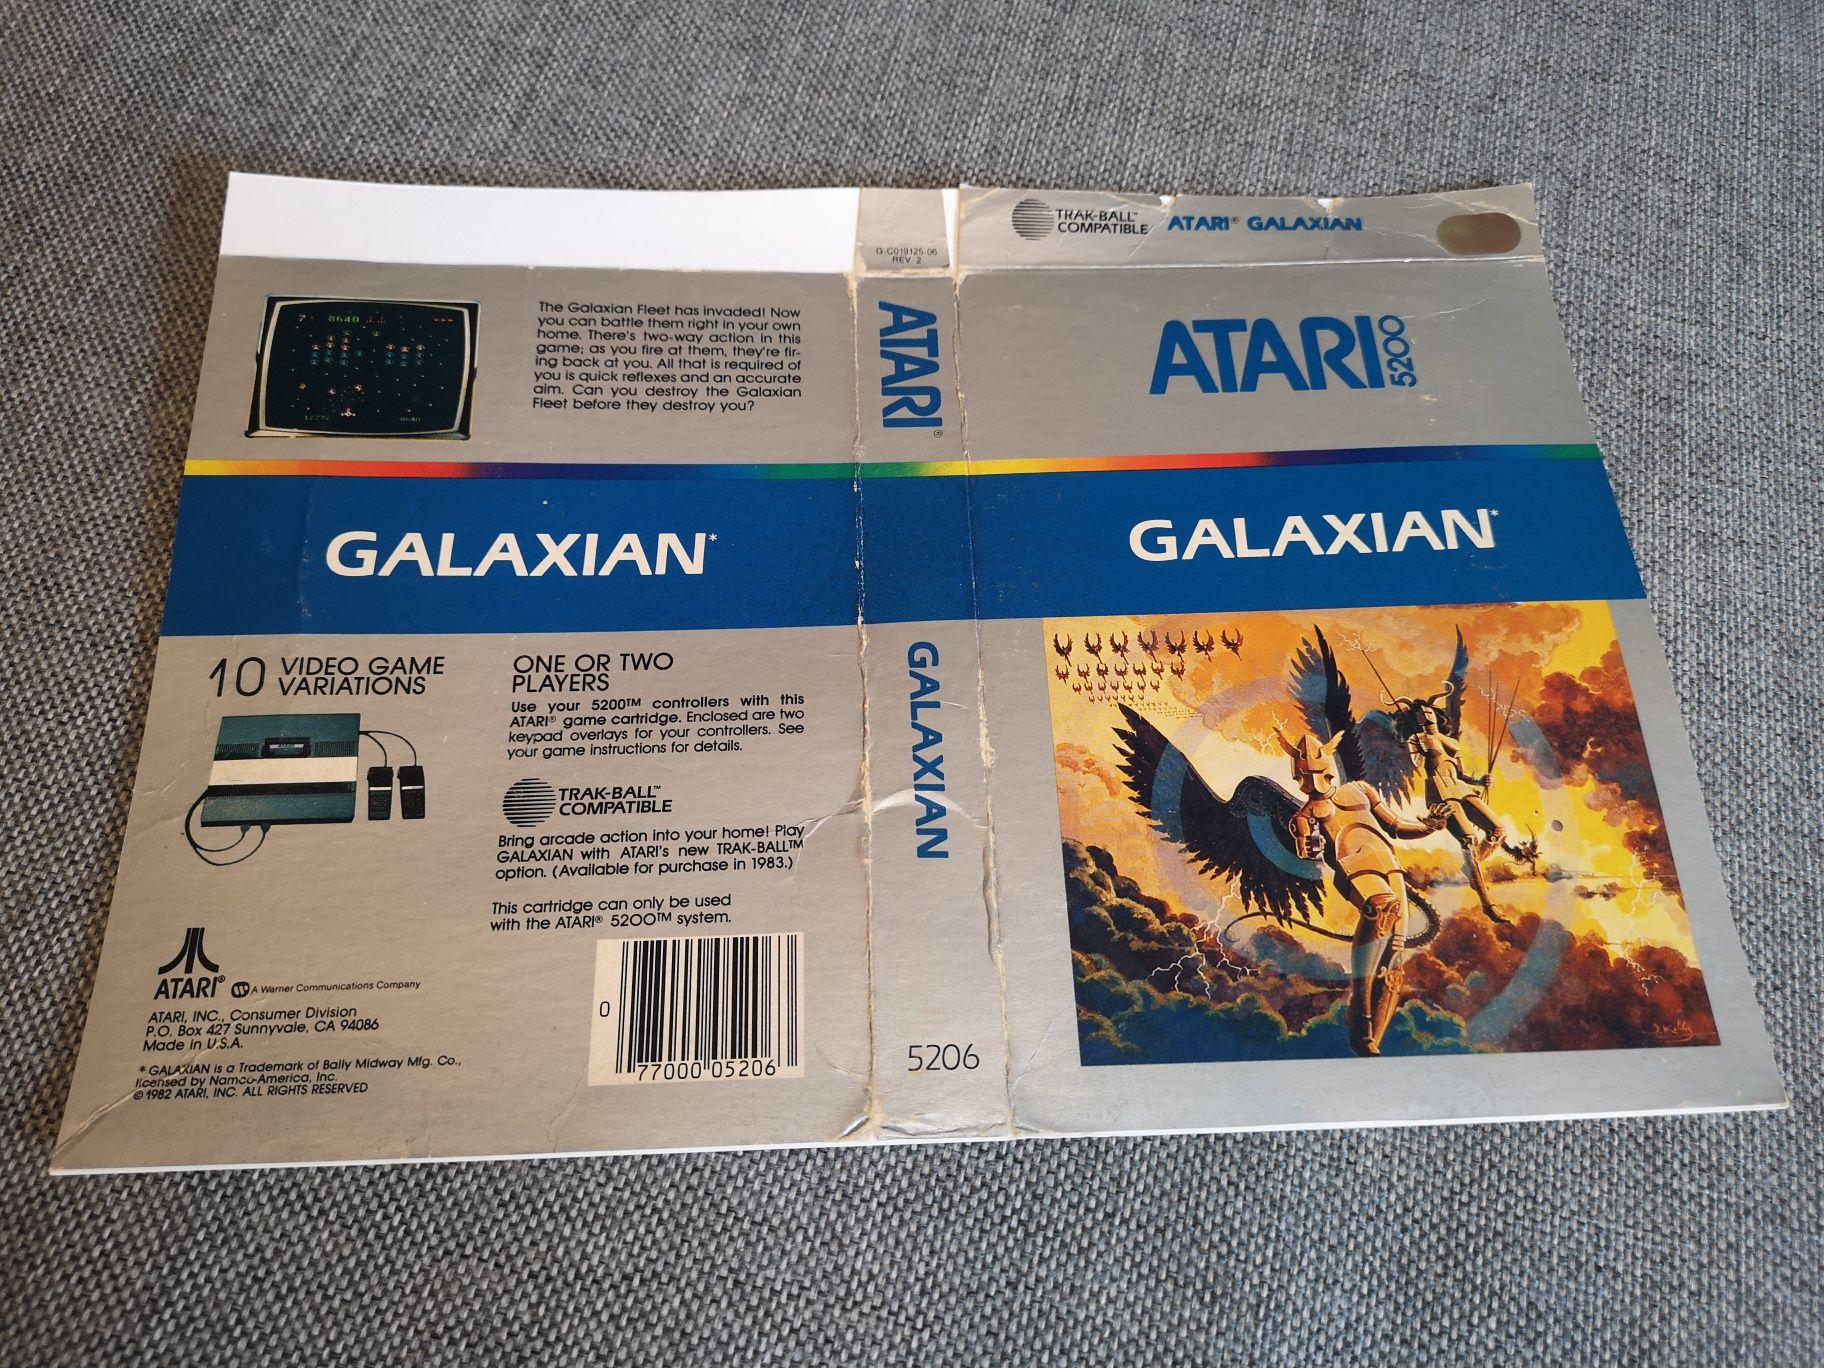 G-C019125-06
REV. 2
TRAK-BALL™
COMPATIBLE
ATARI® GALAXIAN
The Galaxian Fleet has invaded! Now
you can battle them right in your own
home. There's two-way action in this
game; as you fire at them, they're fir-
ing back at you. All that is required of
you is quick reflexes and an accurate
aim. Can you destroy the Galaxian
Fleet before they destroy you?
7 8640
GALAXIAN*
10 VIDEO GAME
VARIATIONS
ONE OR TWO
PLAYERS
Use your 5200™ controllers with this
ATARI® game cartridge. Enclosed are two
keypad overlays for your controllers. See
your game instructions for details.
TRAK-BALL™
COMPATIBLE
Bring arcade action into your home! Play
GALAXIAN with ATARI's new TRAK-BALL™
option. (Available for purchase in 1983.)
This cartridge can only be used
with the ATARI® 5200™ system.
ATARI®
A Warner Communications Company
ATARI, INC., Consumer Division
P.O. Box 427 Sunnyvale, CA 94086
Made in U.S.A.
* GALAXIAN is a Trademark of Bally Midway Mfg. Co.,
licensed by Namco-America, Inc.
© 1982 ATARI, INC. ALL RIGHTS RESERVED
0 77000 05206
ATARI®
GALAXIAN
5206
ATARI 5200
GALAXIAN*